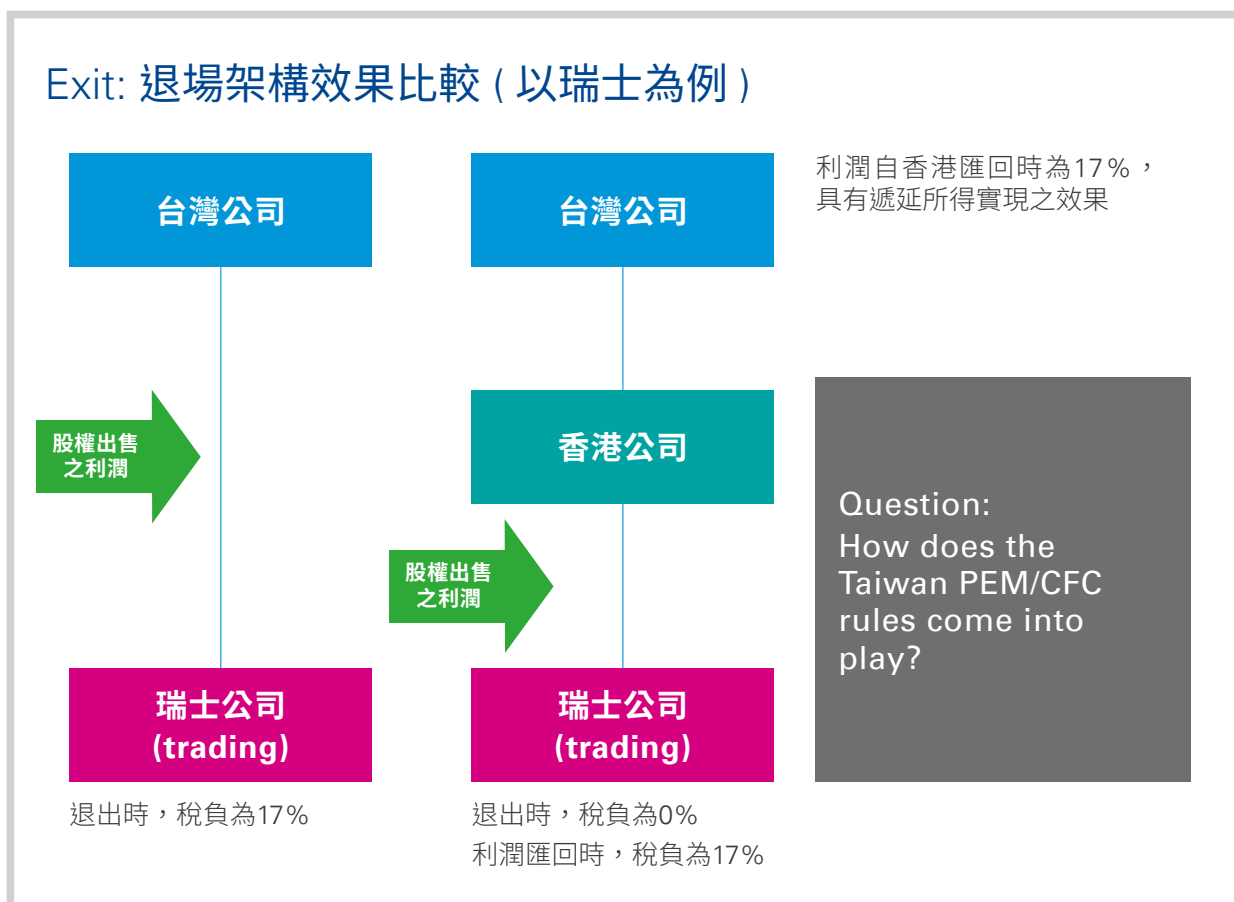 Exit: 退場架構效果比較 ( 以瑞士為例 )
台灣公司
股權出售
之利潤
瑞士公司
(trading)
退出時，稅負為17%
台灣公司
香港公司
股權出售
之利潤
瑞士公司
(trading)
退出時，稅負為0%
利潤匯回時，稅負為17%
利潤自香港匯回時為17%，
具有遞延所得實現之效果
Question:
How does the
Taiwan PEM/CFC
rules come into
play?